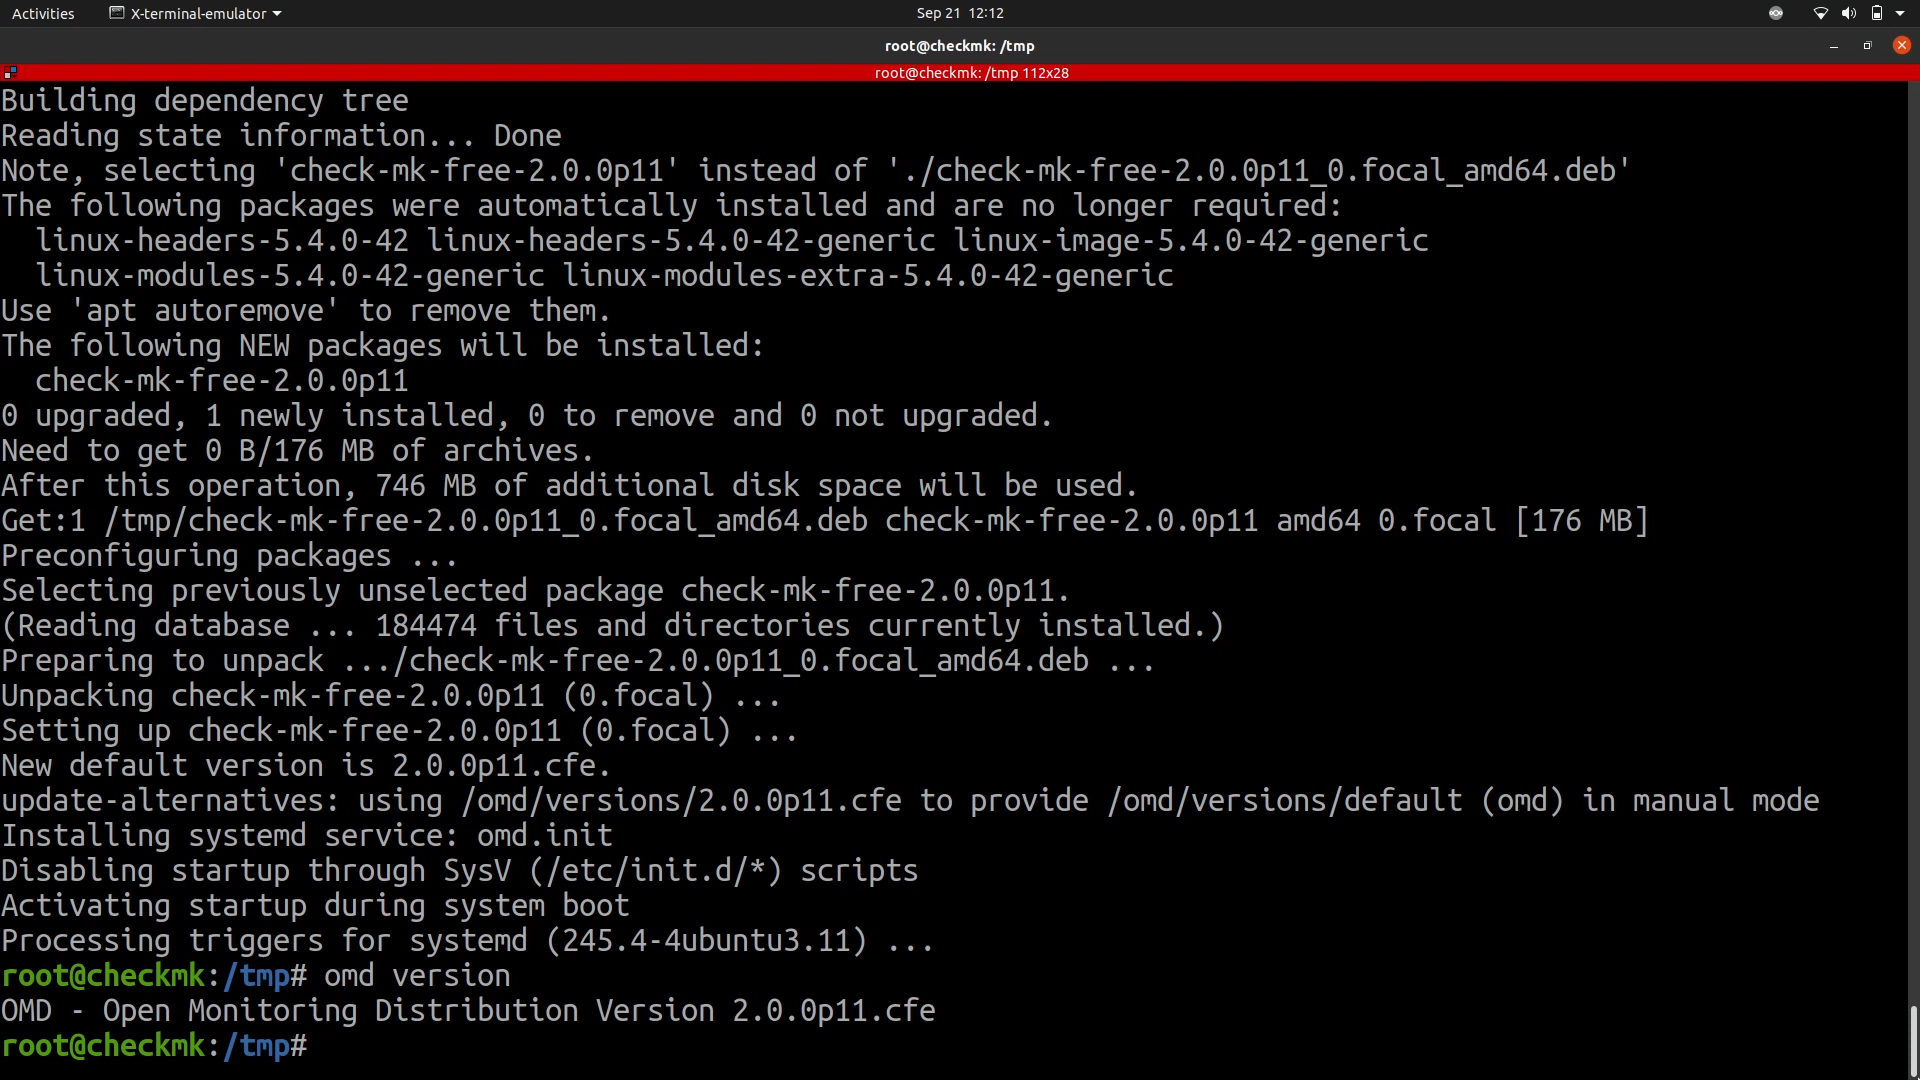 Activities X-terminal-emulator Sep 21 12:12
root@checkmk: /tmp
root@checkmk: /tmp 112x28
Building dependency tree
Reading state information... Done
Note, selecting 'check-mk-free-2.0.0p11' instead of './check-mk-free-2.0.0p11_0.focal_amd64.deb'
The following packages were automatically installed and are no longer required:
  linux-headers-5.4.0-42 linux-headers-5.4.0-42-generic linux-image-5.4.0-42-generic
  linux-modules-5.4.0-42-generic linux-modules-extra-5.4.0-42-generic
Use 'apt autoremove' to remove them.
The following NEW packages will be installed:
  check-mk-free-2.0.0p11
0 upgraded, 1 newly installed, 0 to remove and 0 not upgraded.
Need to get 0 B/176 MB of archives.
After this operation, 746 MB of additional disk space will be used.
Get:1 /tmp/check-mk-free-2.0.0p11_0.focal_amd64.deb check-mk-free-2.0.0p11 amd64 0.focal [176 MB]
Preconfiguring packages ...
Selecting previously unselected package check-mk-free-2.0.0p11.
(Reading database ... 184474 files and directories currently installed.)
Preparing to unpack .../check-mk-free-2.0.0p11_0.focal_amd64.deb ...
Unpacking check-mk-free-2.0.0p11 (0.focal) ...
Setting up check-mk-free-2.0.0p11 (0.focal) ...
New default version is 2.0.0p11.cfe.
update-alternatives: using /omd/versions/2.0.0p11.cfe to provide /omd/versions/default (omd) in manual mode
Installing systemd service: omd.init
Disabling startup through SysV (/etc/init.d/*) scripts
Activating startup during system boot
Processing triggers for systemd (245.4-4ubuntu3.11) ...
root@checkmk:/tmp# omd version
OMD - Open Monitoring Distribution Version 2.0.0p11.cfe
root@checkmk:/tmp#